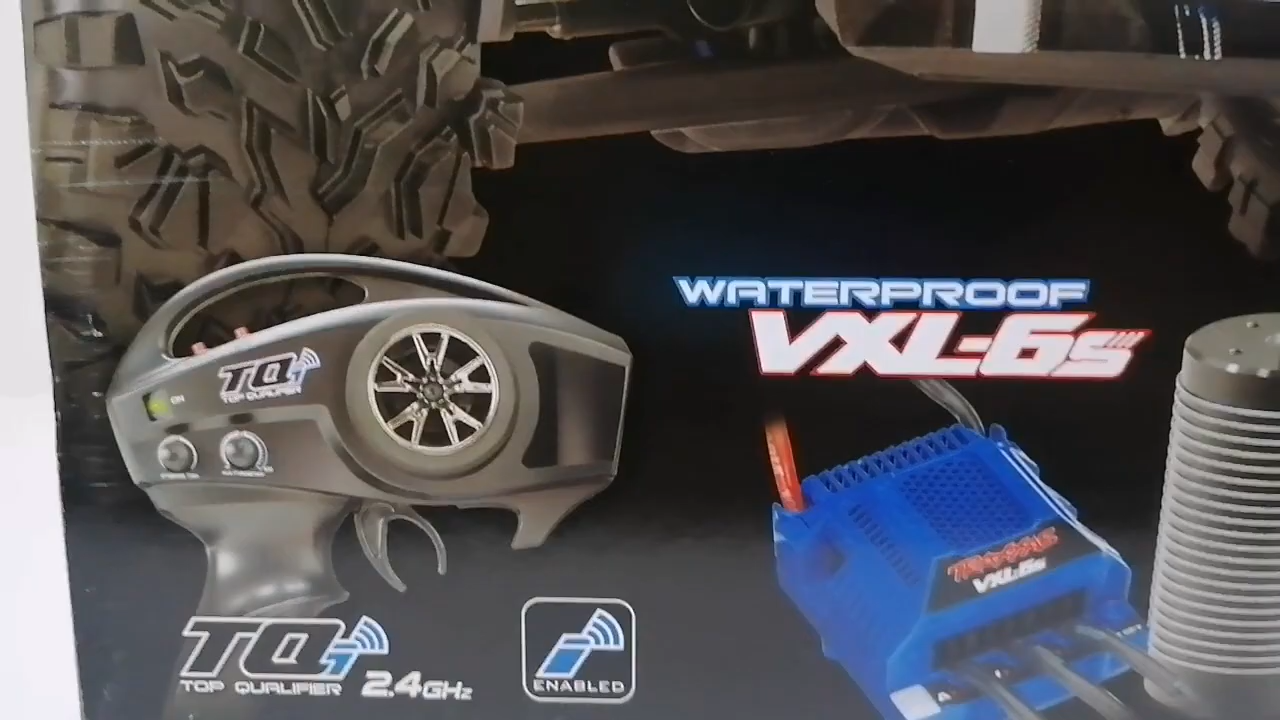 TQi
TOP QUALIFIER
ON
WATERPROOF
VXL-6s
TRAXXAS
VXL-6s
A
TQi
TOP QUALIFIER 2.4GHz
ENABLED